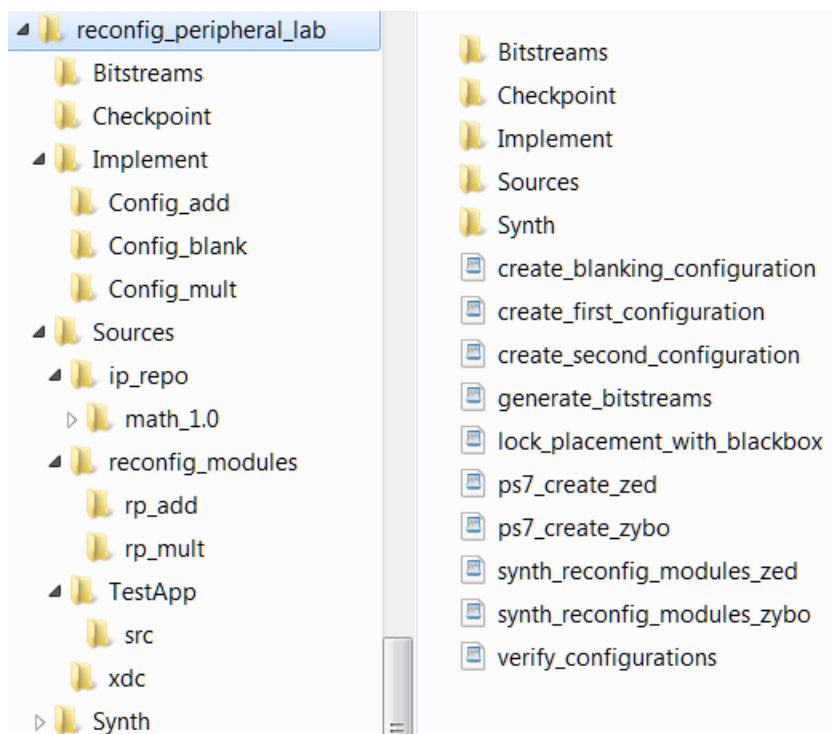 reconfig_peripheral_lab
Bitstreams
Checkpoint
Implement
Config_add
Config_blank
Config_mult
Sources
ip_repo
math_1.0
reconfig_modules
rp_add
rp_mult
TestApp
src
xdc
Synth
Bitstreams
Checkpoint
Implement
Sources
Synth
create_blanking_configuration
create_first_configuration
create_second_configuration
generate_bitstreams
lock_placement_with_blackbox
ps7_create_zed
ps7_create_zybo
synth_reconfig_modules_zed
synth_reconfig_modules_zybo
verify_configurations